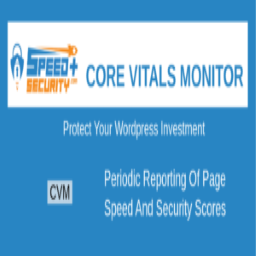 SPEED+
SECURITY.COM
CORE VITALS MONITOR
Protect Your Wordpress Investment
CVM
Periodic Reporting Of Page
Speed And Security Scores